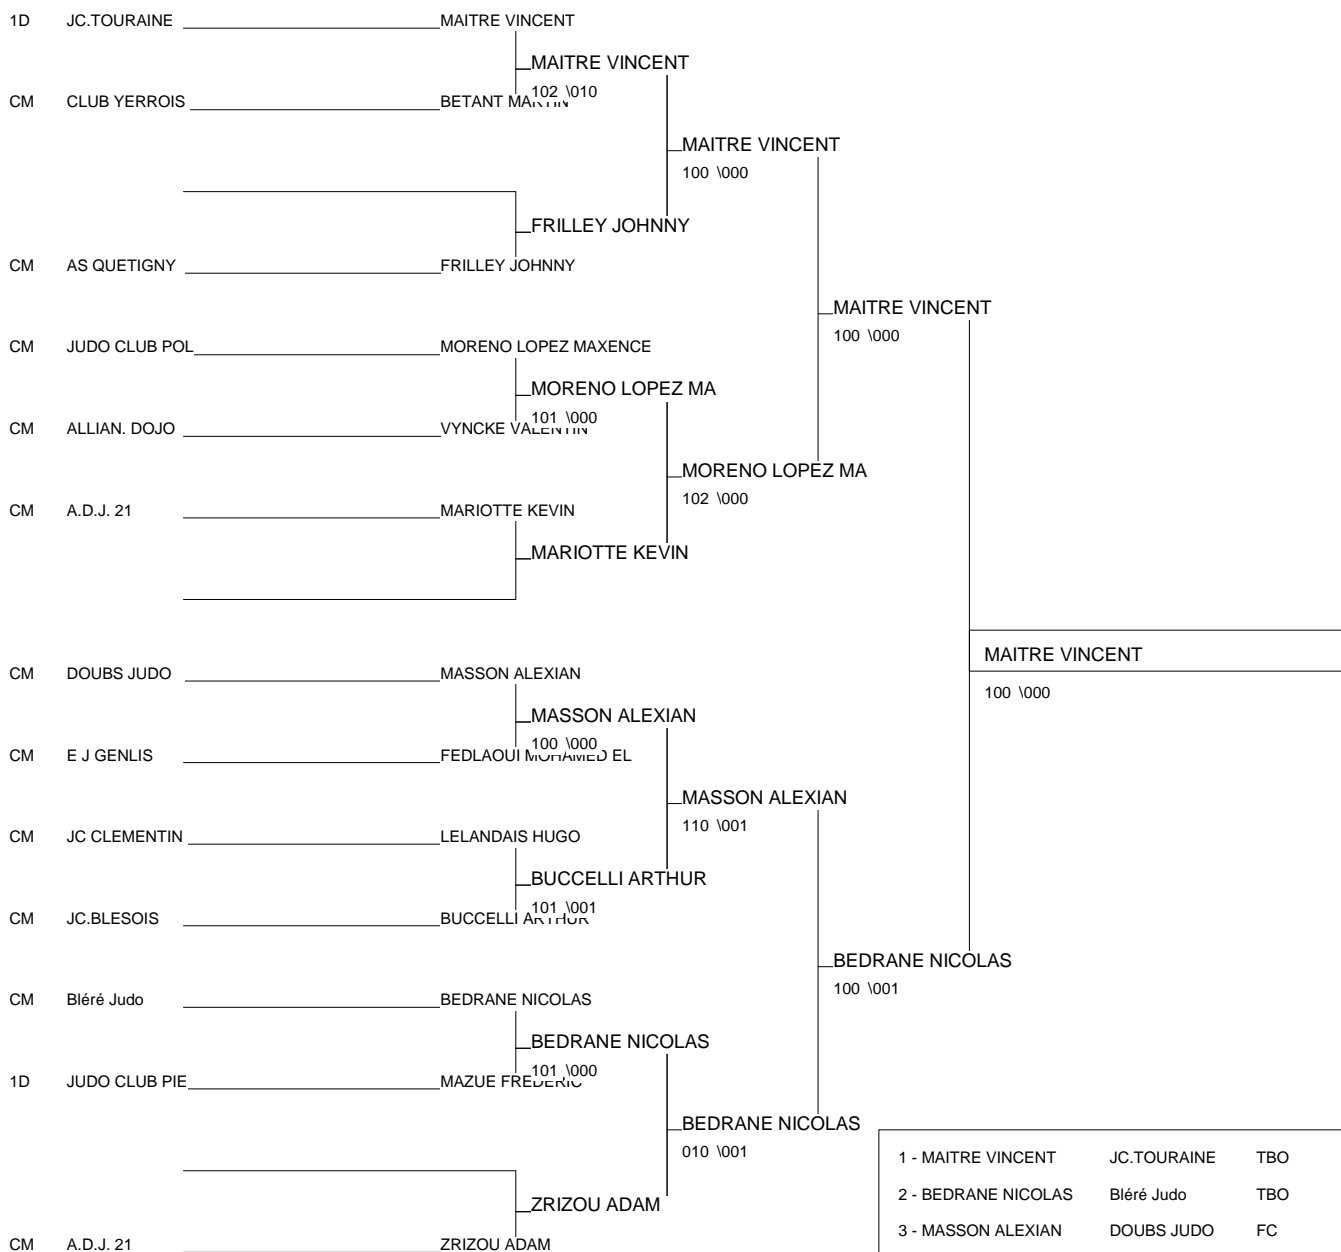 1D JC.TOURAINE MAITRE VINCENT
MAITRE VINCENT
102 \010
CM CLUB YERROIS BETANT MARTIN
MAITRE VINCENT
100 \000
FRILLEY JOHNNY
CM AS QUETIGNY FRILLEY JOHNNY
MAITRE VINCENT
100 \000
CM JUDO CLUB POL MORENO LOPEZ MAXENCE
MORENO LOPEZ MA
101 \000
CM ALLIAN. DOJO VYNCKE VALENTIN
MORENO LOPEZ MA
102 \000
CM A.D.J. 21 MARIOTTE KEVIN
MARIOTTE KEVIN
MAITRE VINCENT
100 \000
CM DOUBS JUDO MASSON ALEXIAN
MASSON ALEXIAN
100 \000
CM E J GENLIS FEDLAOUI MOHAMED EL
MASSON ALEXIAN
110 \001
CM JC CLEMENTIN LELANDAIS HUGO
BUCCELLI ARTHUR
101 \001
CM JC.BLESOIS BUCCELLI ARTHUR
BEDRANE NICOLAS
100 \001
CM Bléré Judo BEDRANE NICOLAS
BEDRANE NICOLAS
101 \000
1D JUDO CLUB PIE MAZUE FREDERIC
BEDRANE NICOLAS
010 \001
ZRIZOU ADAM
CM A.D.J. 21 ZRIZOU ADAM
1 - MAITRE VINCENT JC.TOURAINE TBO
2 - BEDRANE NICOLAS Bléré Judo TBO
3 - MASSON ALEXIAN DOUBS JUDO FC